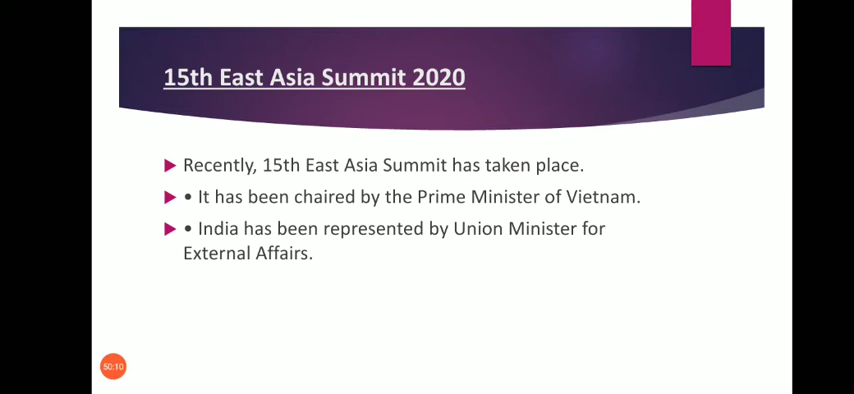 15th East Asia Summit 2020
Recently, 15th East Asia Summit has taken place.
• It has been chaired by the Prime Minister of Vietnam.
• India has been represented by Union Minister for
External Affairs.
50:10